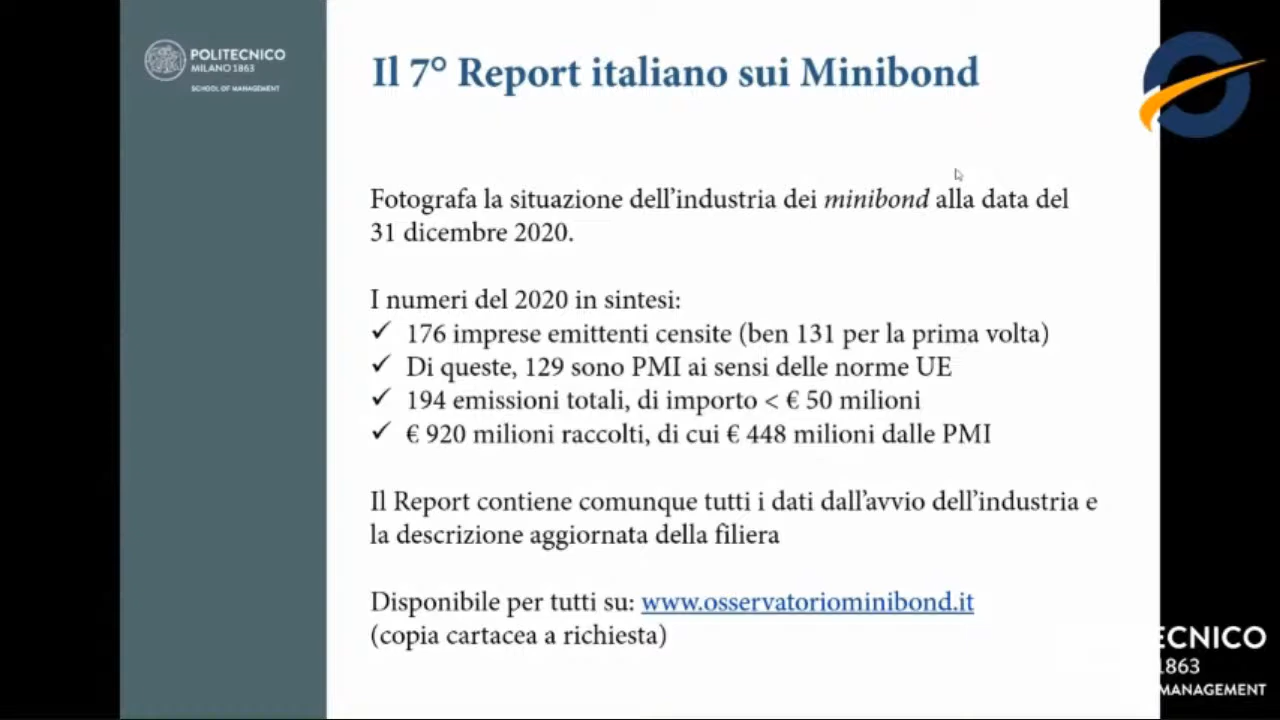 POLITECNICO
MILANO 1863
SCHOOL OF MANAGEMENT
Il 7° Report italiano sui Minibond
Fotografa la situazione dell'industria dei minibond alla data del
31 dicembre 2020.
I numeri del 2020 in sintesi:
✓ 176 imprese emittenti censite (ben 131 per la prima volta)
✓ Di queste, 129 sono PMI ai sensi delle norme UE
✓ 194 emissioni totali, di importo < € 50 milioni
✓ € 920 milioni raccolti, di cui € 448 milioni dalle PMI
Il Report contiene comunque tutti i dati dall'avvio dell'industria e
la descrizione aggiornata della filiera
Disponibile per tutti su: www.osservatoriominibond.it
(copia cartacea a richiesta)
ECNICO
1863
MANAGEMENT